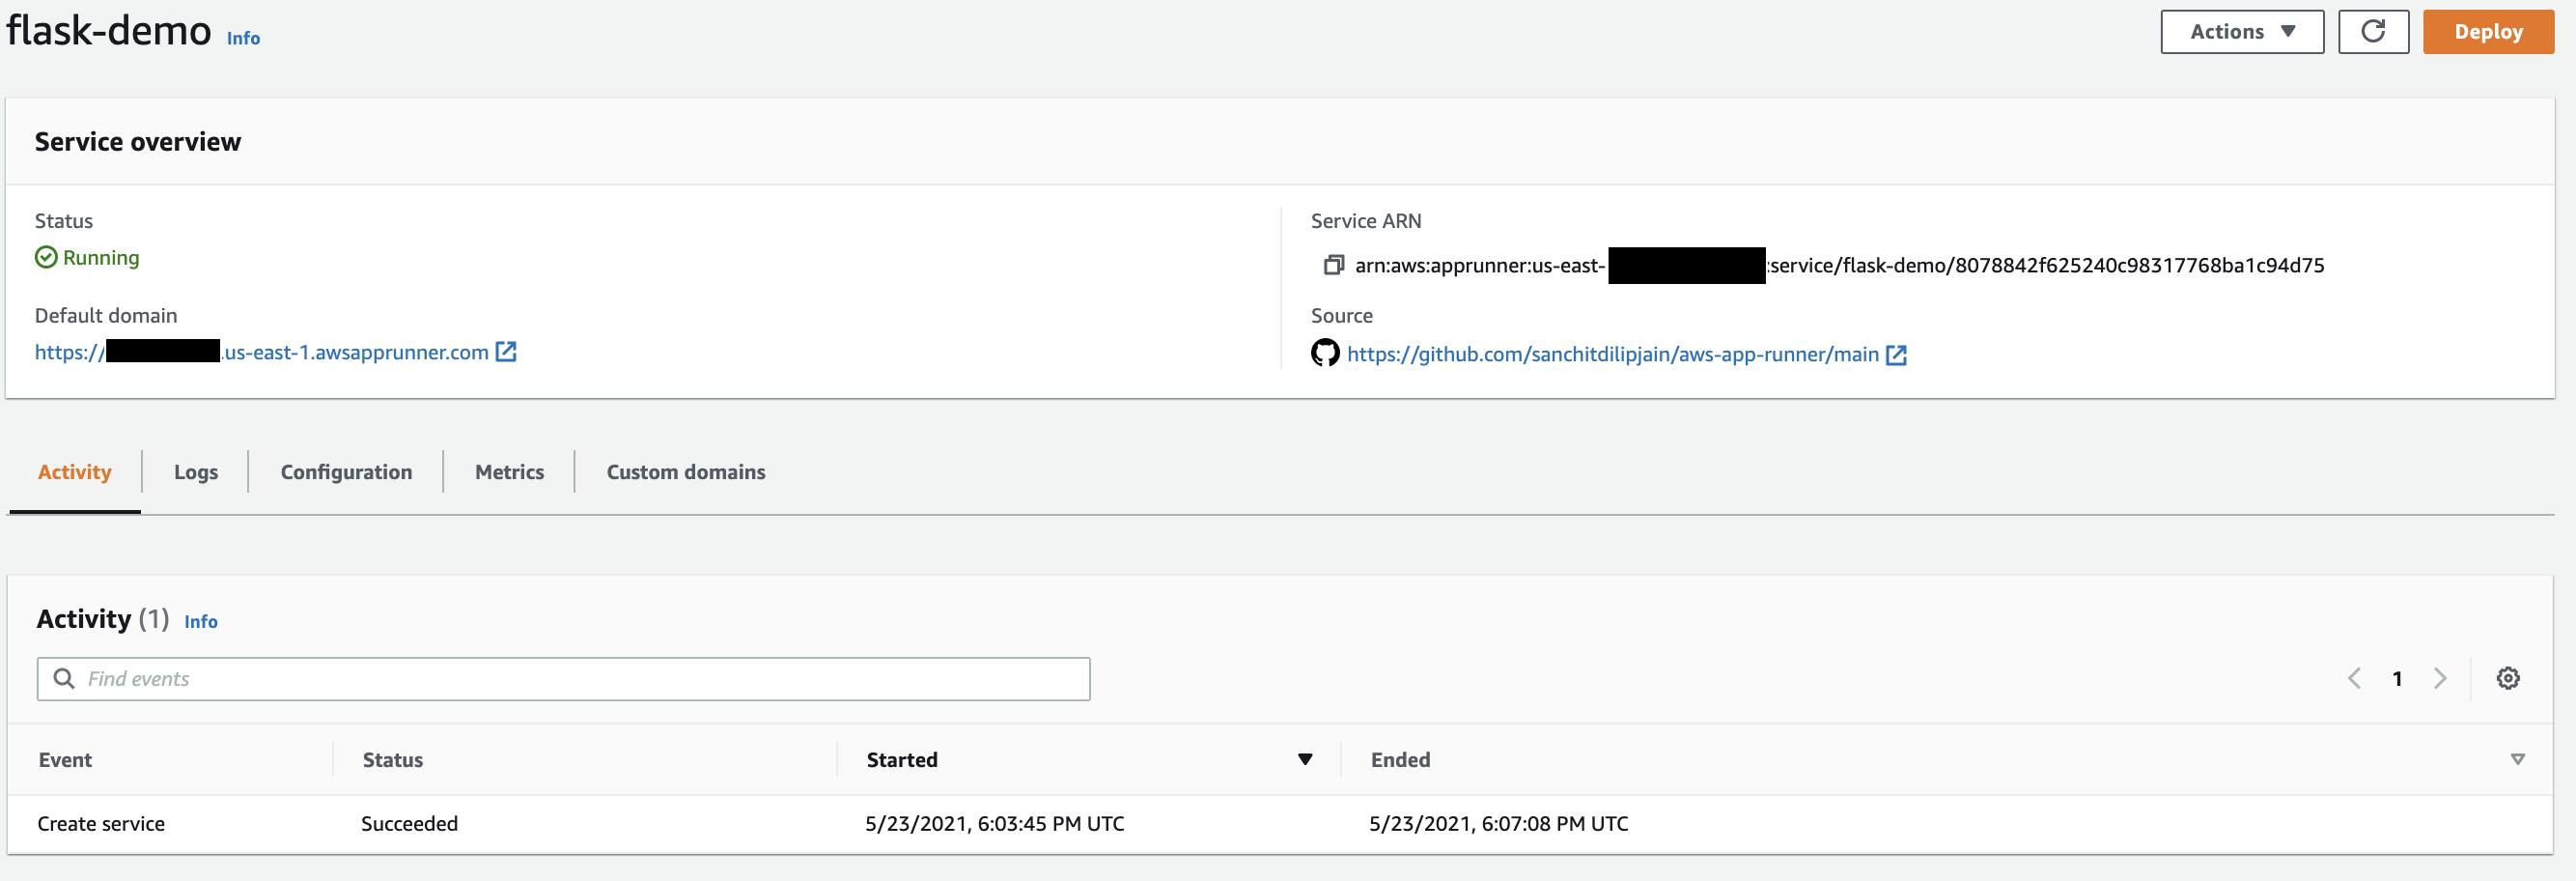 flask-demo Info
Actions Deploy
Service overview
Status
Running
Default domain
https:// .us-east-1.awsapprunner.com
Service ARN
arn:aws:apprunner:us-east- :service/flask-demo/8078842f625240c98317768ba1c94d75
Source
https://github.com/sanchitdilipjain/aws-app-runner/main
Activity Logs Configuration Metrics Custom domains
Activity (1) Info
Find events
1
Event Status Started Ended
Create service Succeeded 5/23/2021, 6:03:45 PM UTC 5/23/2021, 6:07:08 PM UTC